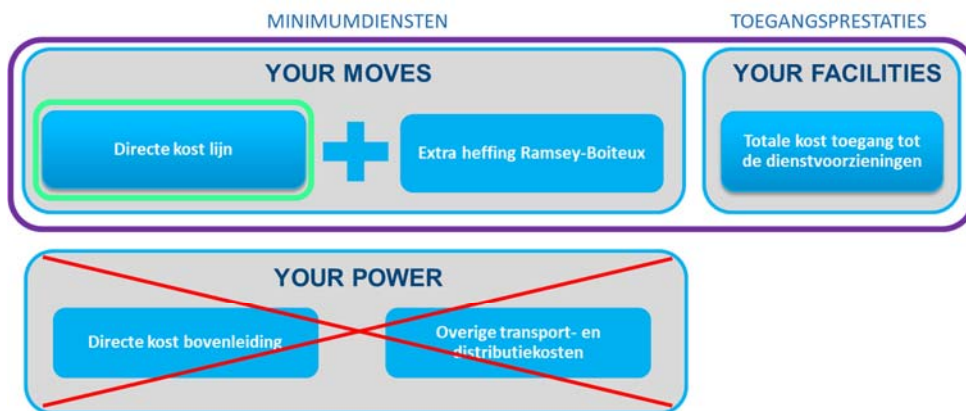 MINIMUMDIENSTEN
TOEGANGSPRESTATIES
YOUR MOVES
Directe kost lijn
Extra heffing Ramsey-Boiteux
YOUR FACILITIES
Totale kost toegang tot
de dienstvoorzieningen
YOUR POWER
Directe kost bovenleiding
Overige transport- en
distributiekosten